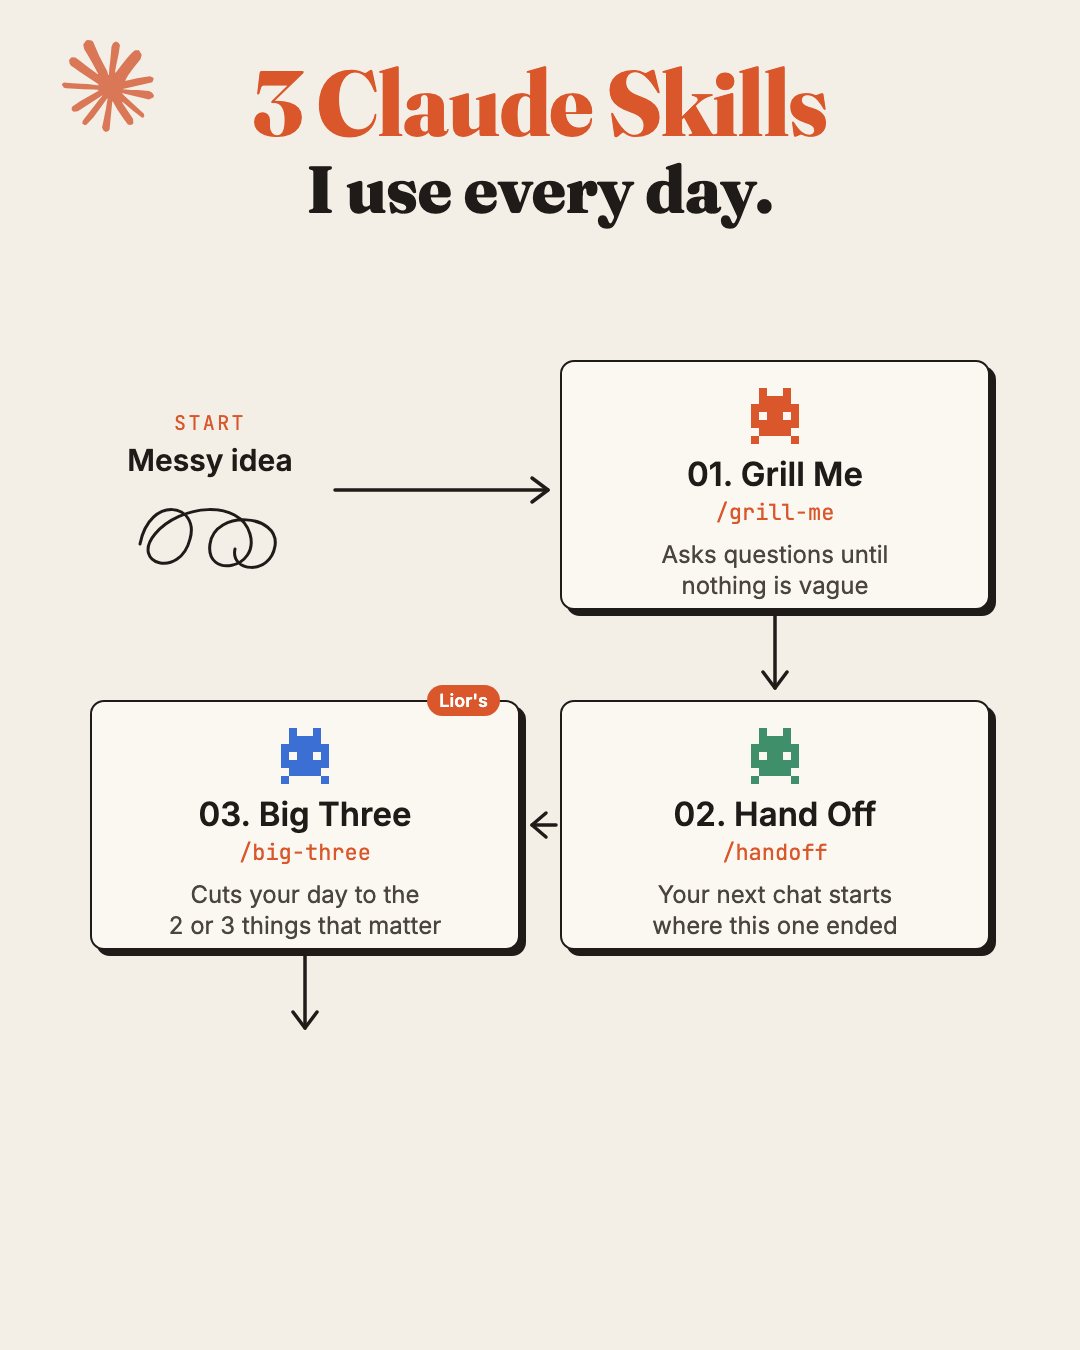 3 Claude Skills
I use every day.
START
Messy idea
01. Grill Me
/grill-me
Asks questions until
nothing is vague
Lior's
03. Big Three
/big-three
Cuts your day to the
2 or 3 things that matter
02. Hand Off
/handoff
Your next chat starts
where this one ended